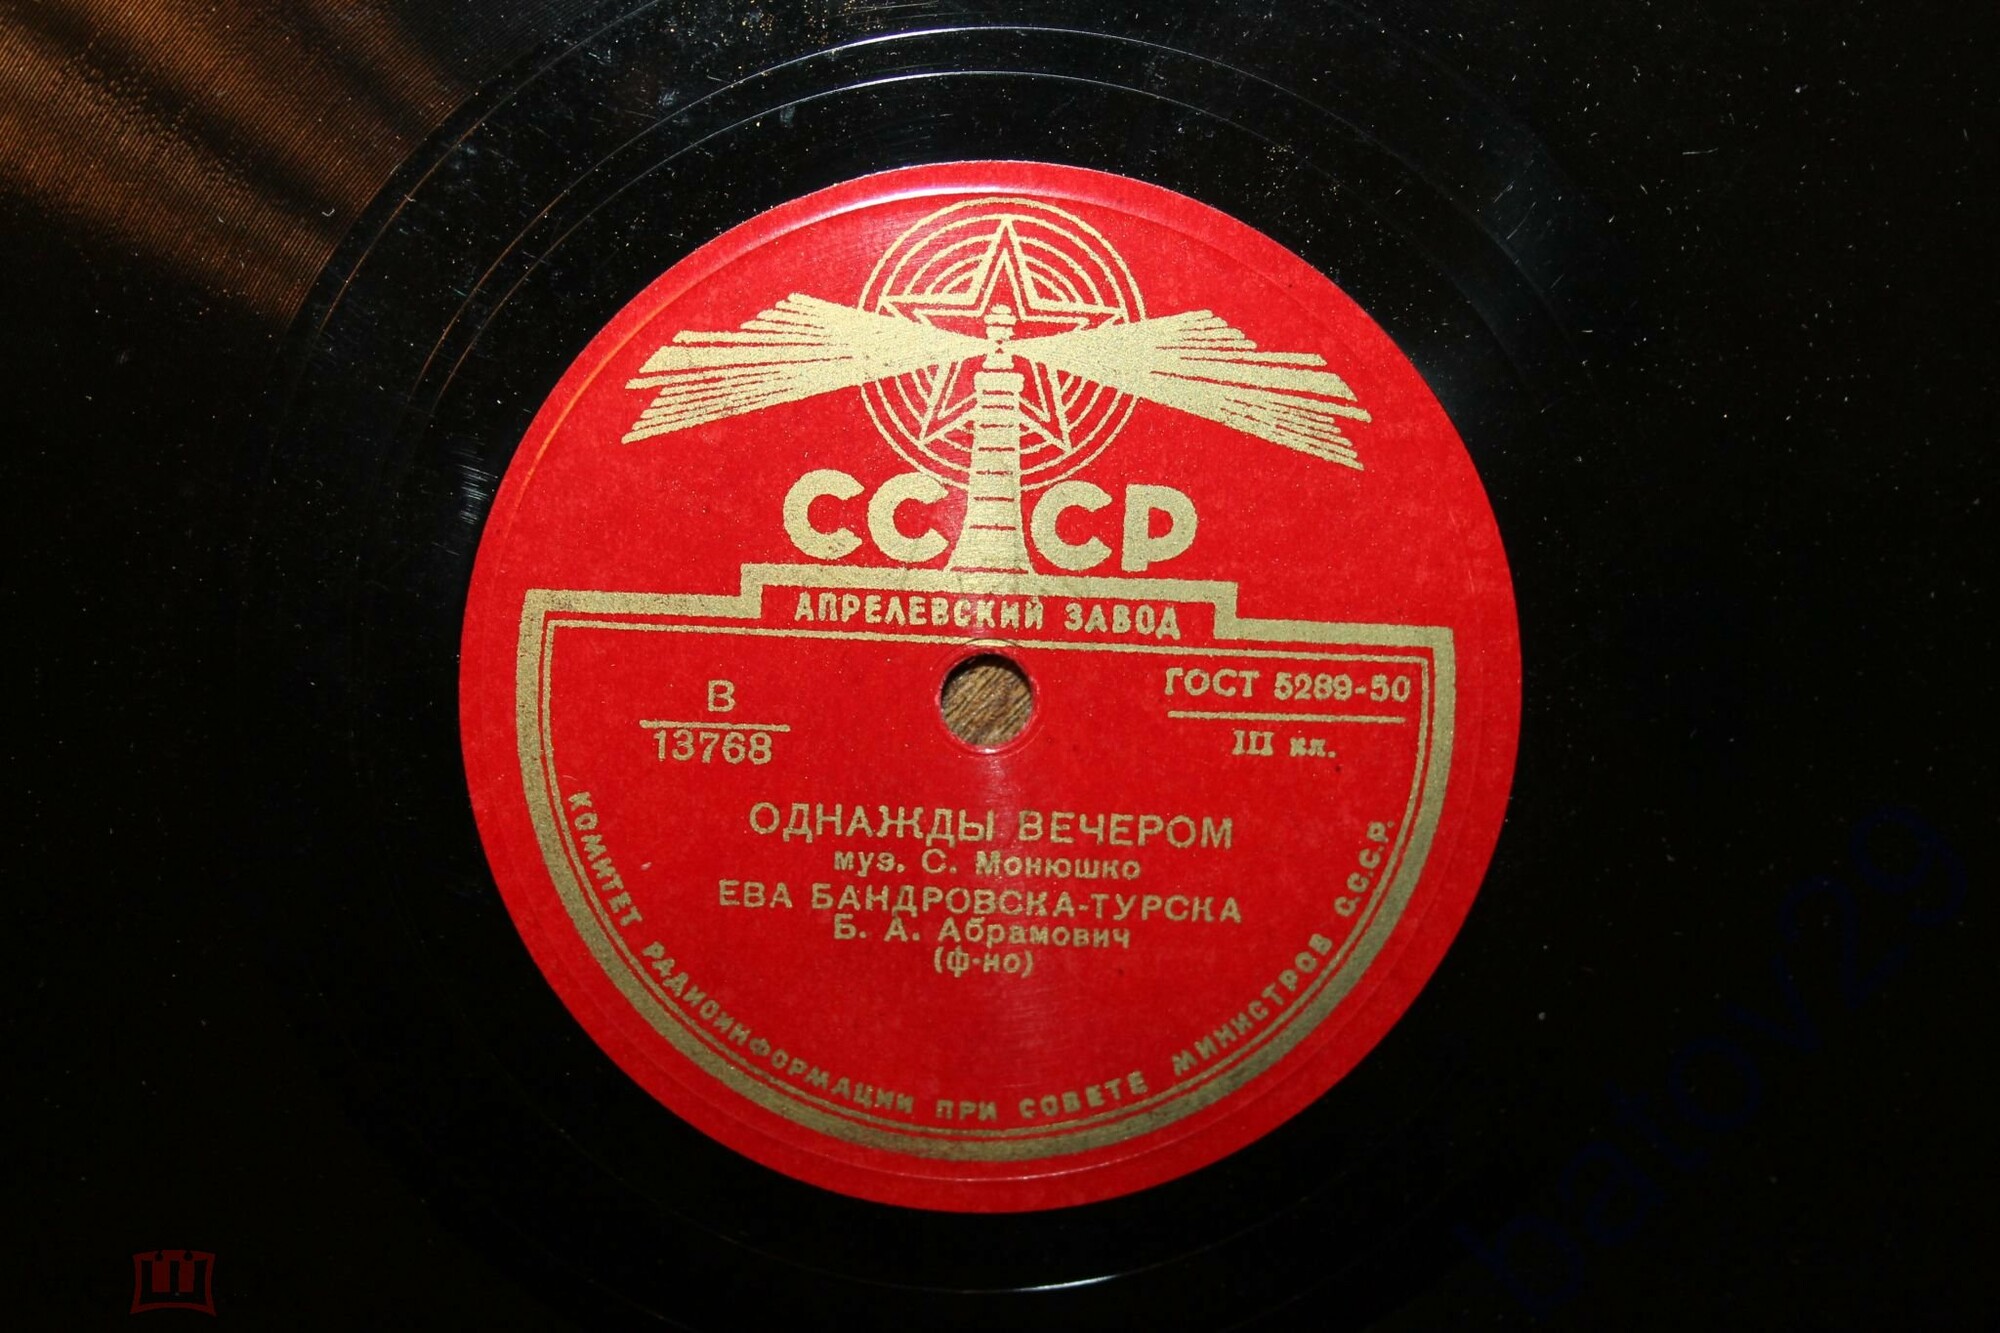 СССР
АПРЕЛЕВСКИЙ ЗАВОД
В
13768
ГОСТ 5289-50
III кл.
ОДНАЖДЫ ВЕЧЕРОМ
муз. С. Монюшко
ЕВА БАНДРОВСКА-ТУРСКА
Б. А. Абрамович
(ф-но)
КОМИТЕТ РАДИОИНФОРМАЦИИ ПРИ СОВЕТЕ МИНИСТРОВ С.С.С.Р.
batov29